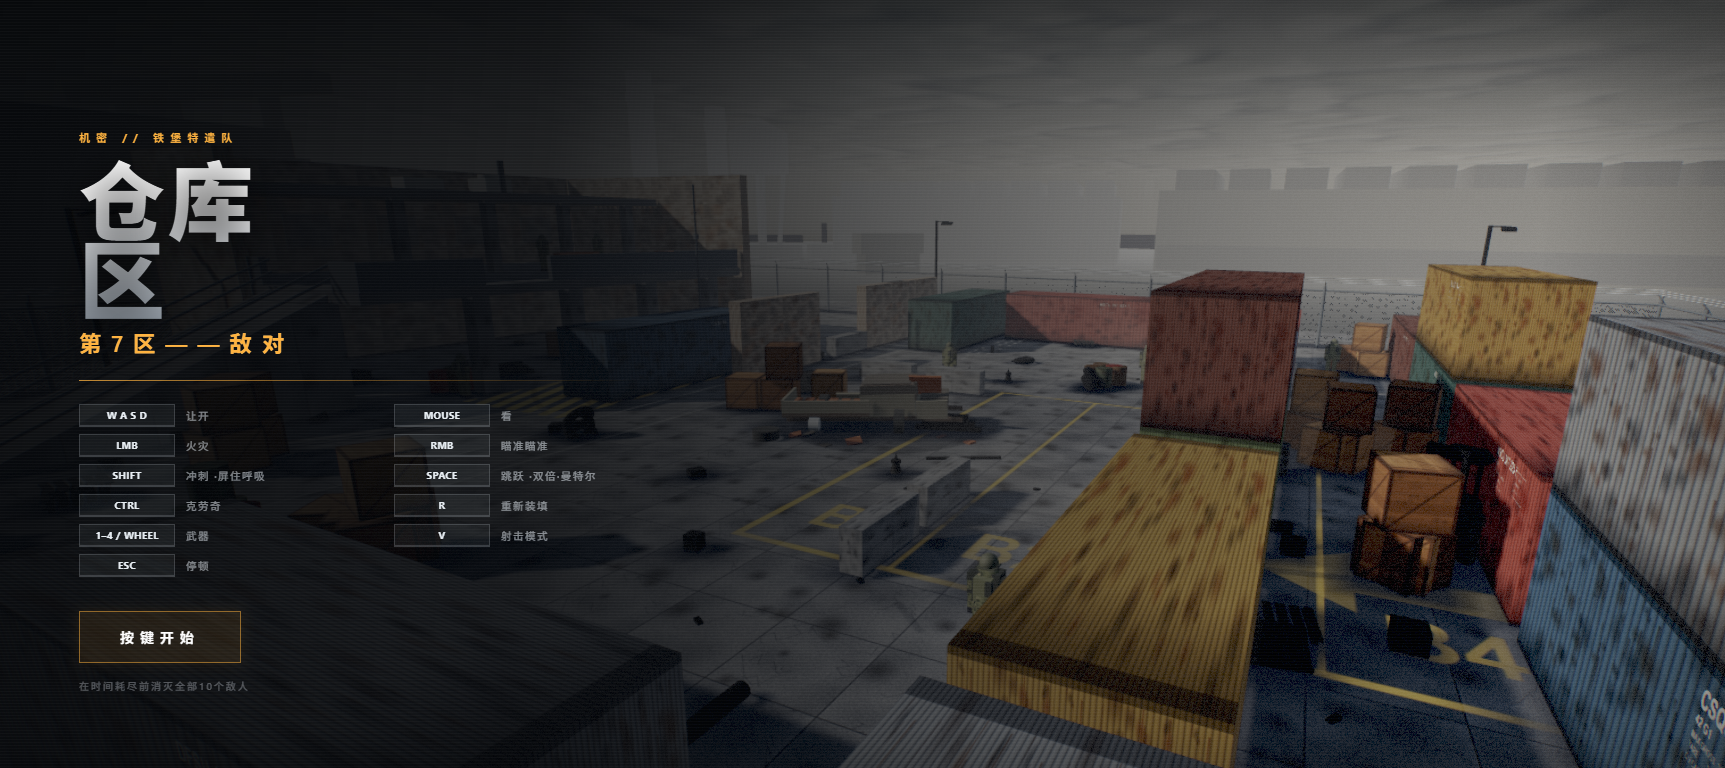 机密 // 铁堡特遣队
仓库
区
第7区——敌对
W A S D 让开
MOUSE 看
LMB 火灾
RMB 瞄准瞄准
SHIFT 冲刺 ·屏住呼吸
SPACE 跳跃 ·双倍·曼特尔
CTRL 克劳奇
R 重新装填
1–4 / WHEEL 武器
V 射击模式
ESC 停顿
按键开始
在时间耗尽前消灭全部10个敌人
B
B4
CSQ